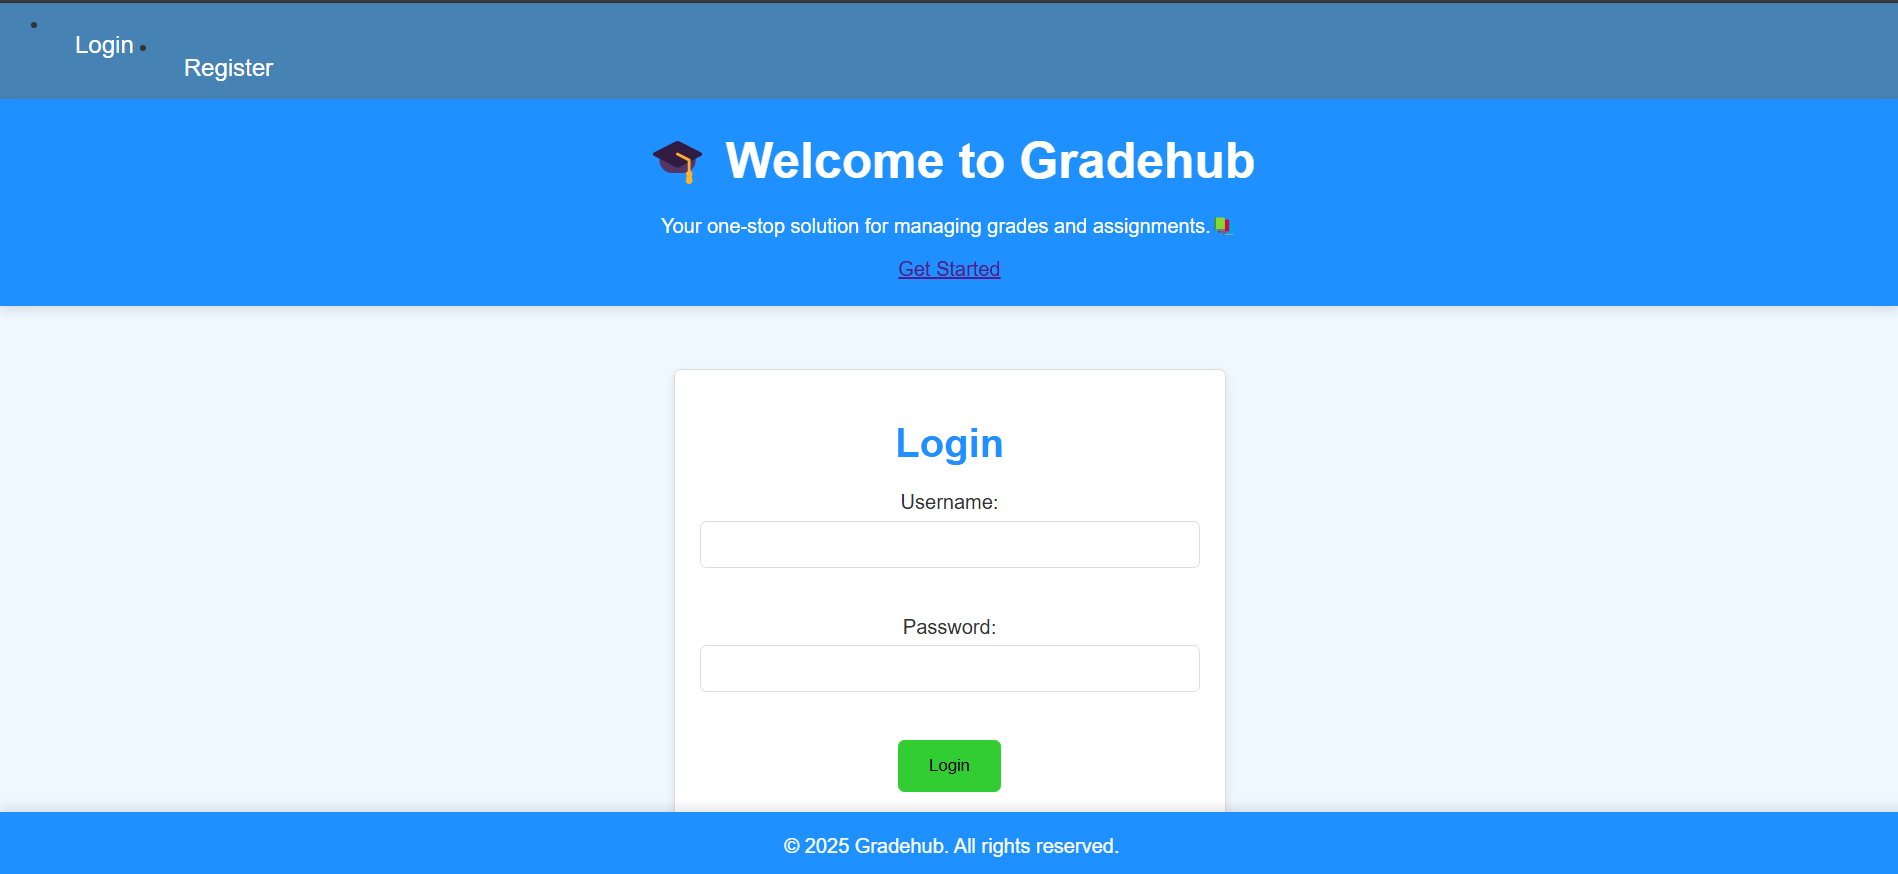 Login
Register
Welcome to Gradehub
Your one-stop solution for managing grades and assignments.
Get Started
Login
Username:
Password:
Login
© 2025 Gradehub. All rights reserved.